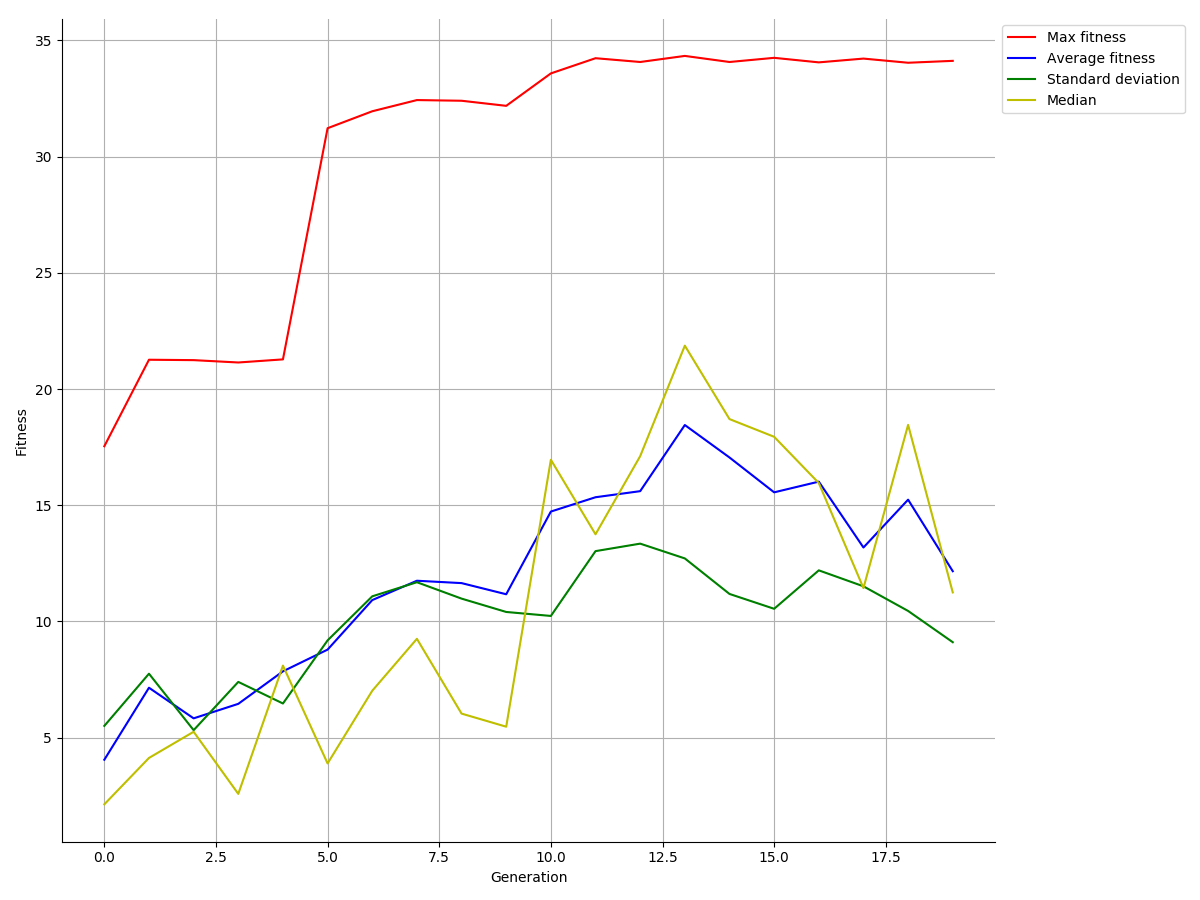 35
30
25
20
15
10
5
Fitness
0.0 2.5 5.0 7.5 10.0 12.5 15.0 17.5
Generation
Max fitness
Average fitness
Standard deviation
Median